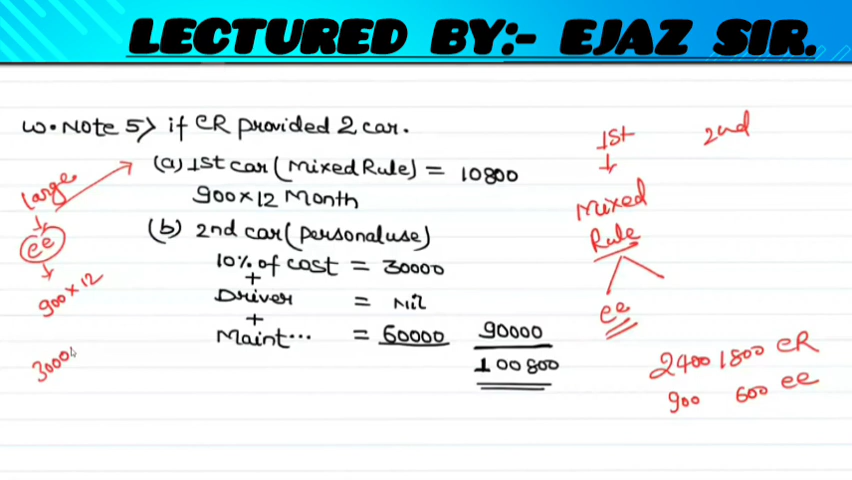 LECTURED BY:- EJAZ SIR.
W.Note 5> if ER provided 2 car.
(a) 1st car (Mixed Rule) = 10800
900×12 Month
(b) 2nd car (personal use)
10% of cost = 30000
+
Driver = Nil
+
Maint... = 60000 90000
100800
large
ee
900×12
3000
1st 2nd
Mixed
Rule
ee
2400 1800 ER
900 600 ee